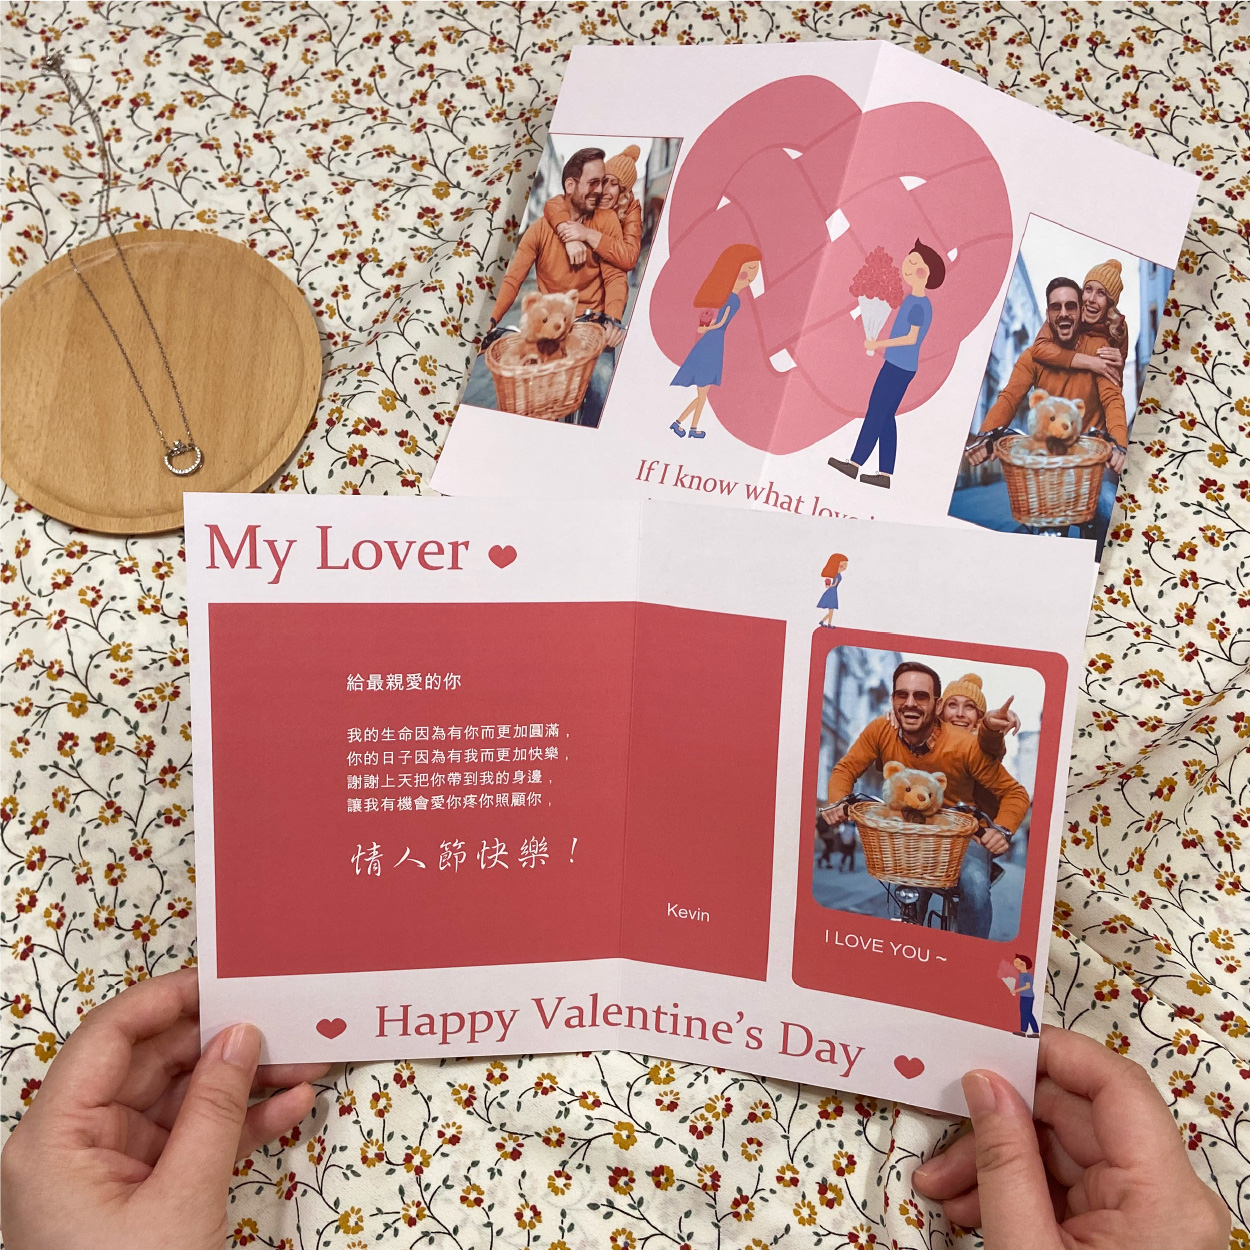 If I know what love i
My Lover
給最親愛的你
我的生命因為有你而更加圓滿，
你的日子因為有我而更加快樂，
謝謝上天把你帶到我的身邊，
讓我有機會愛你疼你照顧你，
情人節快樂！
Kevin
I LOVE YOU ~
Happy Valentine's Day